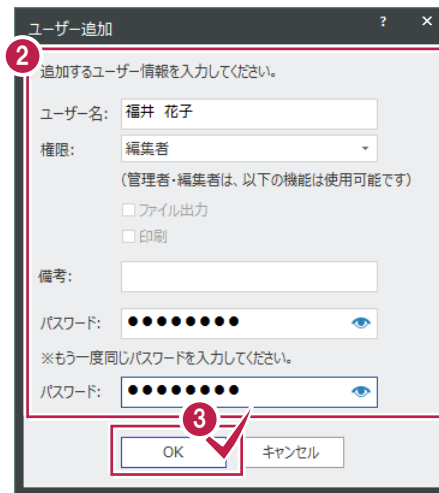 ユーザー追加 ? ×
2
追加するユーザー情報を入力してください。
ユーザー名: 福井 花子
権限: 編集者
(管理者・編集者は、以下の機能は使用可能です)
ファイル出力
印刷
備考:
パスワード: ●●●●●●●●
※もう一度同じパスワードを入力してください。
パスワード: ●●●●●●●●
3
OK キャンセル